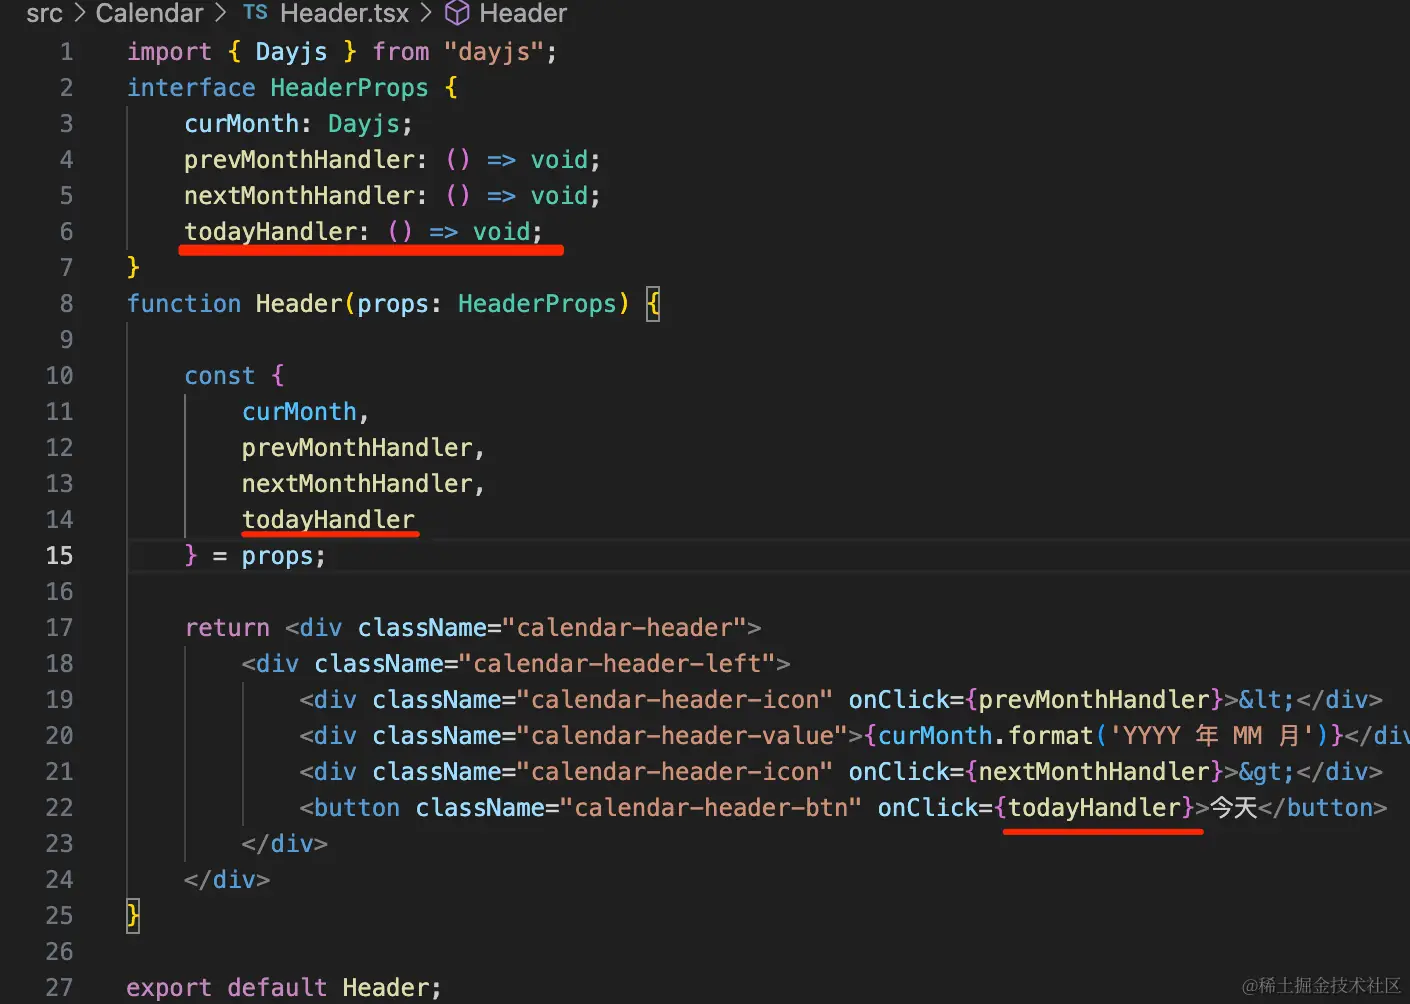 src > Calendar > TS Header.tsx > Header
1 import { Dayjs } from "dayjs";
2 interface HeaderProps {
3 curMonth: Dayjs;
4 prevMonthHandler: () => void;
5 nextMonthHandler: () => void;
6 todayHandler: () => void;
7 }
8 function Header(props: HeaderProps) {
9
10 const {
11 curMonth,
12 prevMonthHandler,
13 nextMonthHandler,
14 todayHandler
15 } = props;
16
17 return <div className="calendar-header">
18 <div className="calendar-header-left">
19 <div className="calendar-header-icon" onClick={prevMonthHandler}>&lt;</div>
20 <div className="calendar-header-value">{curMonth.format('YYYY 年 MM 月')}</div
21 <div className="calendar-header-icon" onClick={nextMonthHandler}>&gt;</div>
22 <button className="calendar-header-btn" onClick={todayHandler}>今天</button>
23 </div>
24 </div>
25 }
26
27 export default Header;
@稀土掘金技术社区